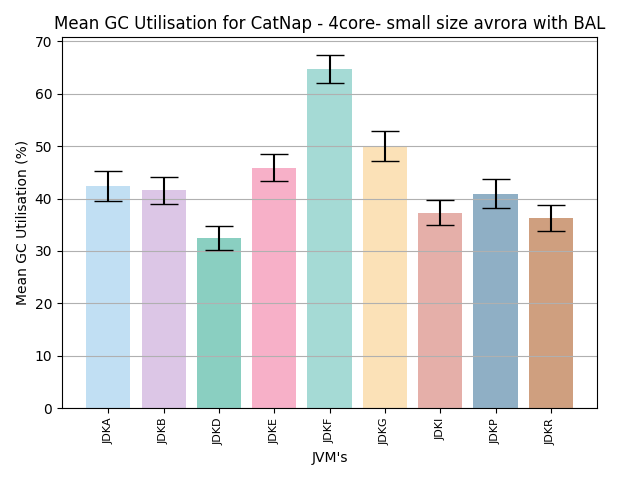 Mean GC Utilisation for CatNap - 4core- small size avrora with BAL
70
60
50
40
30
20
10
0
Mean GC Utilisation (%)
JDKA
JDKB
JDKD
JDKE
JDKF
JDKG
JDKI
JDKP
JDKR
JVM's